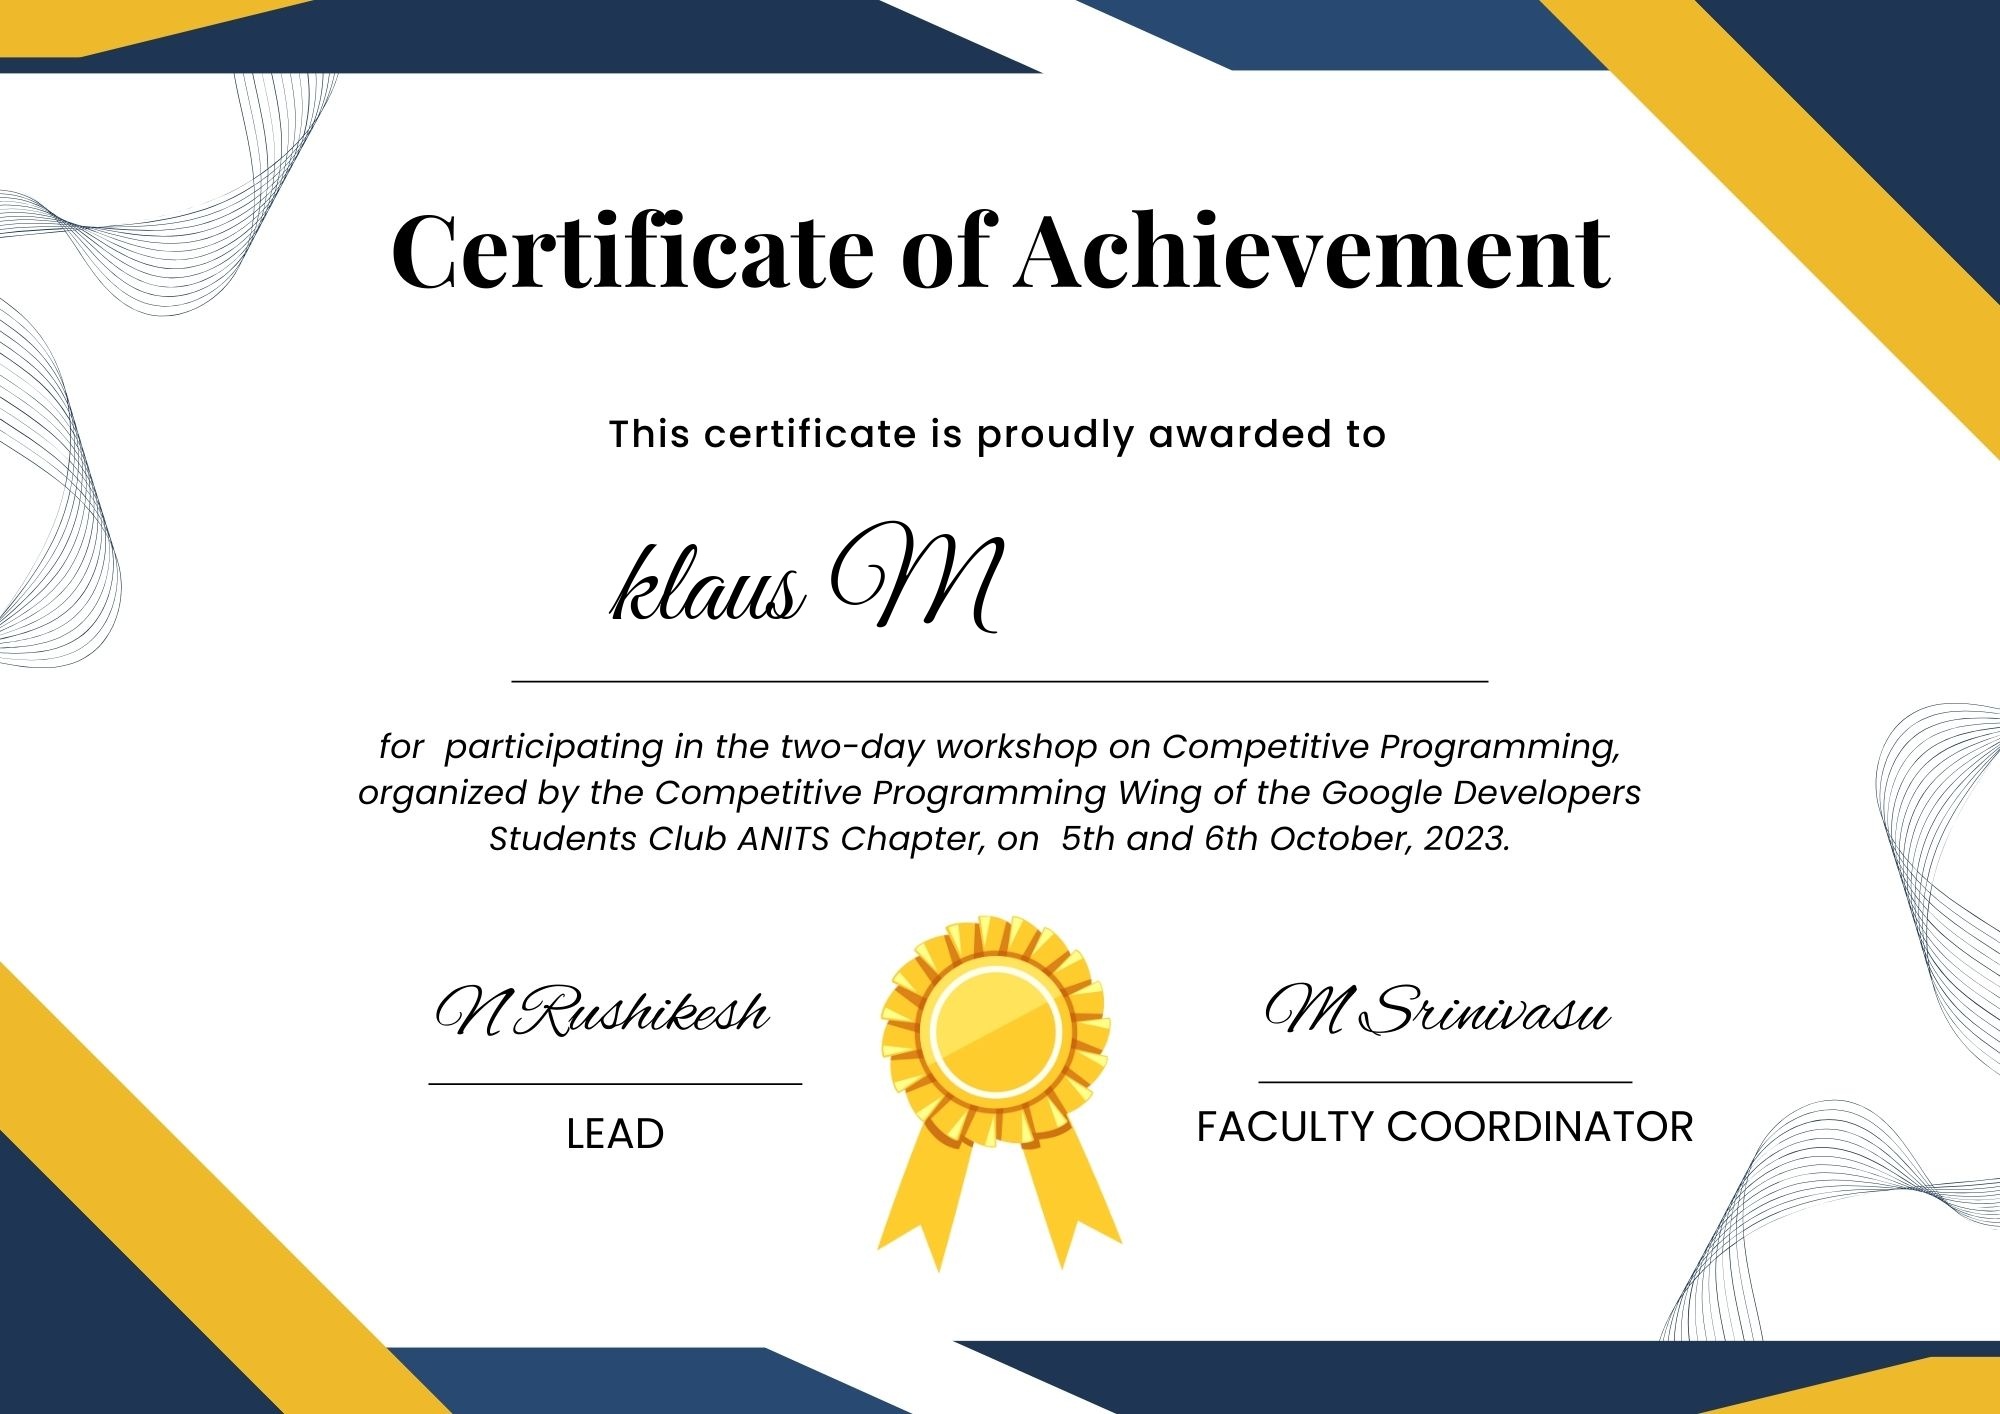 Certificate of Achievement
This certificate is proudly awarded to
klaus M
for participating in the two-day workshop on Competitive Programming,
organized by the Competitive Programming Wing of the Google Developers
Students Club ANITS Chapter, on 5th and 6th October, 2023.
N Rushikesh
M Srinivasu
LEAD
FACULTY COORDINATOR